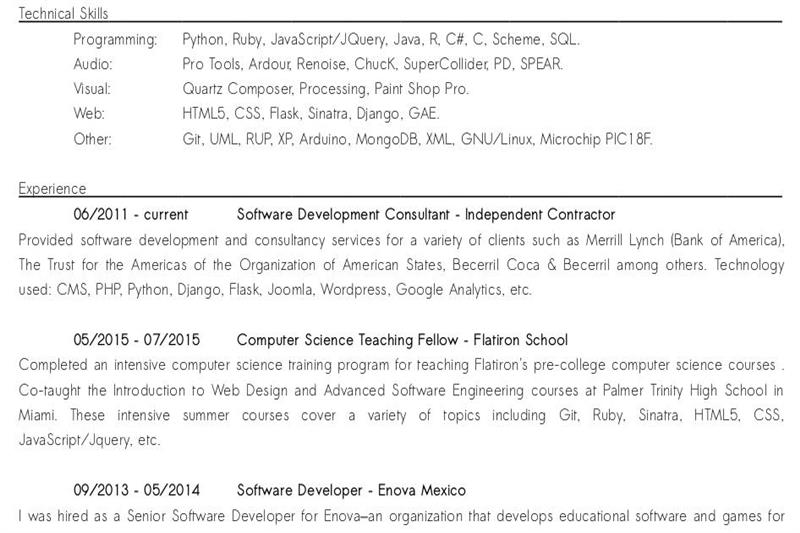 Technical Skills
Programming: Python, Ruby, JavaScript/JQuery, Java, R, C#, C, Scheme, SQL.
Audio: Pro Tools, Ardour, Renoise, ChucK, SuperCollider, PD, SPEAR.
Visual: Quartz Composer, Processing, Paint Shop Pro.
Web: HTML5, CSS, Flask, Sinatra, Django, GAE.
Other: Git, UML, RUP, XP, Arduino, MongoDB, XML, GNU/Linux, Microchip PIC18F.
Experience
06/2011 - current Software Development Consultant - Independent Contractor
Provided software development and consultancy services for a variety of clients such as Merrill Lynch (Bank of America),
The Trust for the Americas of the Organization of American States, Becerril Coca & Becerril among others. Technology
used: CMS, PHP, Python, Django, Flask, Joomla, Wordpress, Google Analytics, etc.
05/2015 - 07/2015 Computer Science Teaching Fellow - Flatiron School
Completed an intensive computer science training program for teaching Flatiron's pre-college computer science courses .
Co-taught the Introduction to Web Design and Advanced Software Engineering courses at Palmer Trinity High School in
Miami. These intensive summer courses cover a variety of topics including Git, Ruby, Sinatra, HTML5, CSS,
JavaScript/Jquery, etc.
09/2013 - 05/2014 Software Developer - Enova Mexico
I was hired as a Senior Software Developer for Enova—an organization that develops educational software and games for